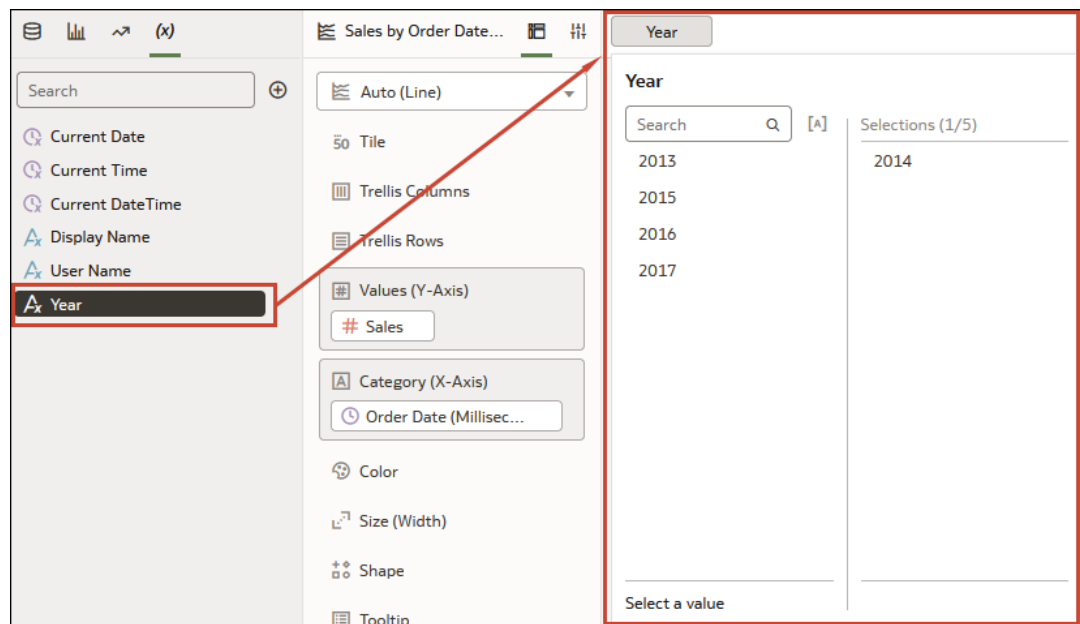 (x)
Search
Current Date
Current Time
Current DateTime
Display Name
User Name
Year
Sales by Order Date...
Auto (Line)
50 Tile
Trellis Columns
Trellis Rows
Values (Y-Axis)
# Sales
A Category (X-Axis)
Order Date (Millisec...
Color
Size (Width)
Shape
Tooltip
Year
Year
Search
[A]
Selections (1/5)
2013
2014
2015
2016
2017
Select a value